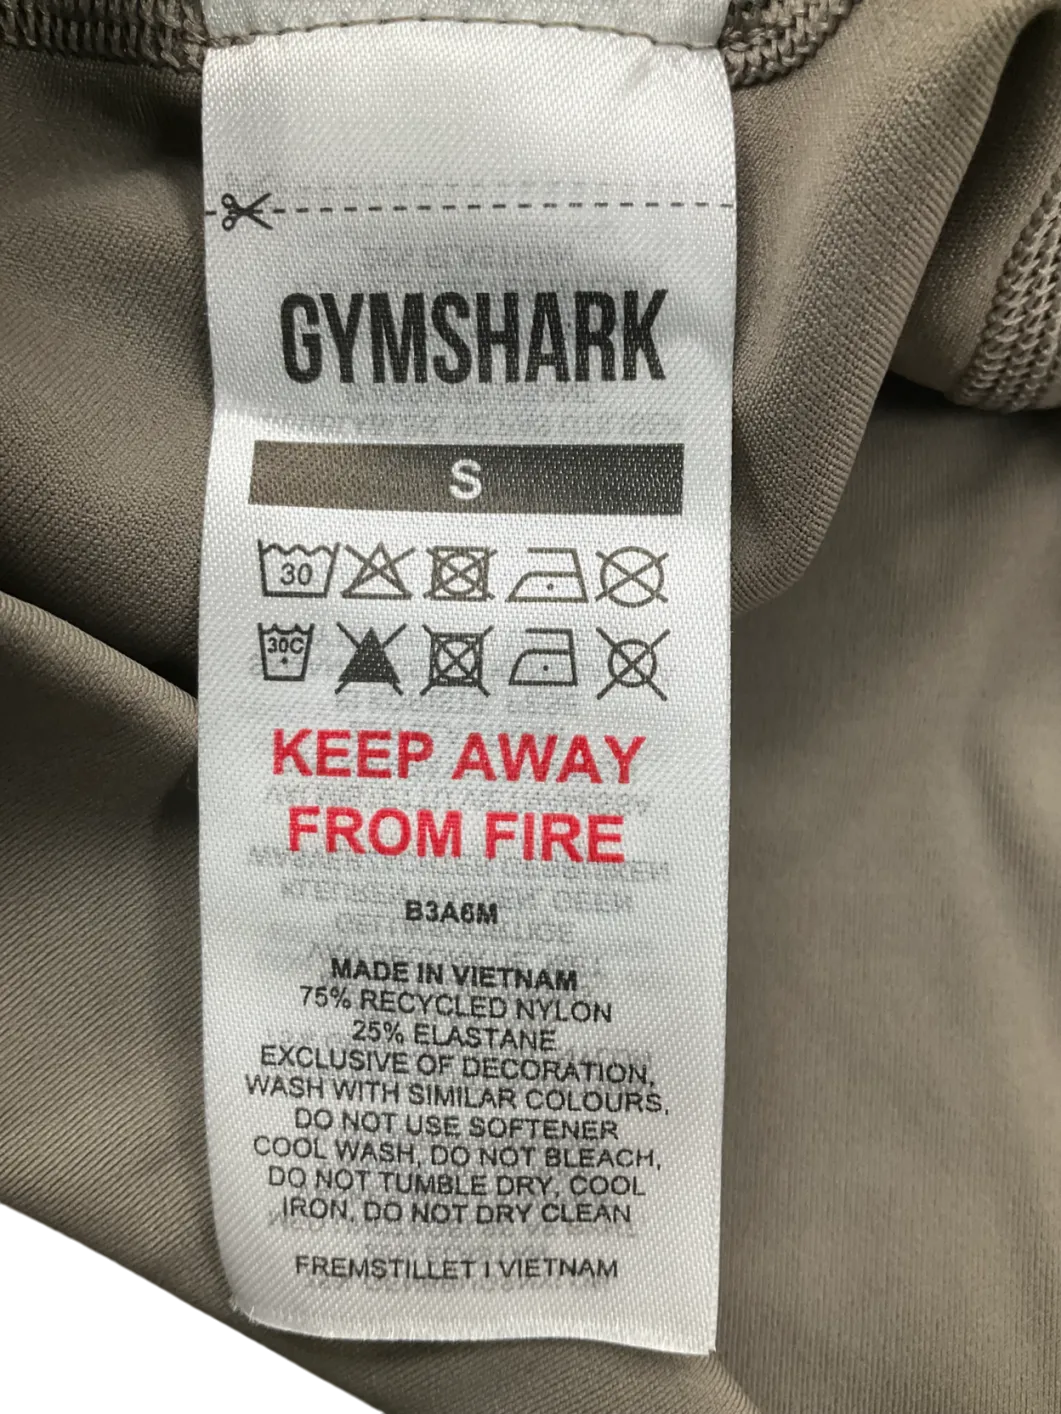 GYMSHARK
S
30
30C
KEEP AWAY
FROM FIRE
B3A6M
MADE IN VIETNAM
75% RECYCLED NYLON
25% ELASTANE
EXCLUSIVE OF DECORATION,
WASH WITH SIMILAR COLOURS,
DO NOT USE SOFTENER
COOL WASH, DO NOT BLEACH,
DO NOT TUMBLE DRY, COOL
IRON, DO NOT DRY CLEAN
FREMSTILLET I VIETNAM